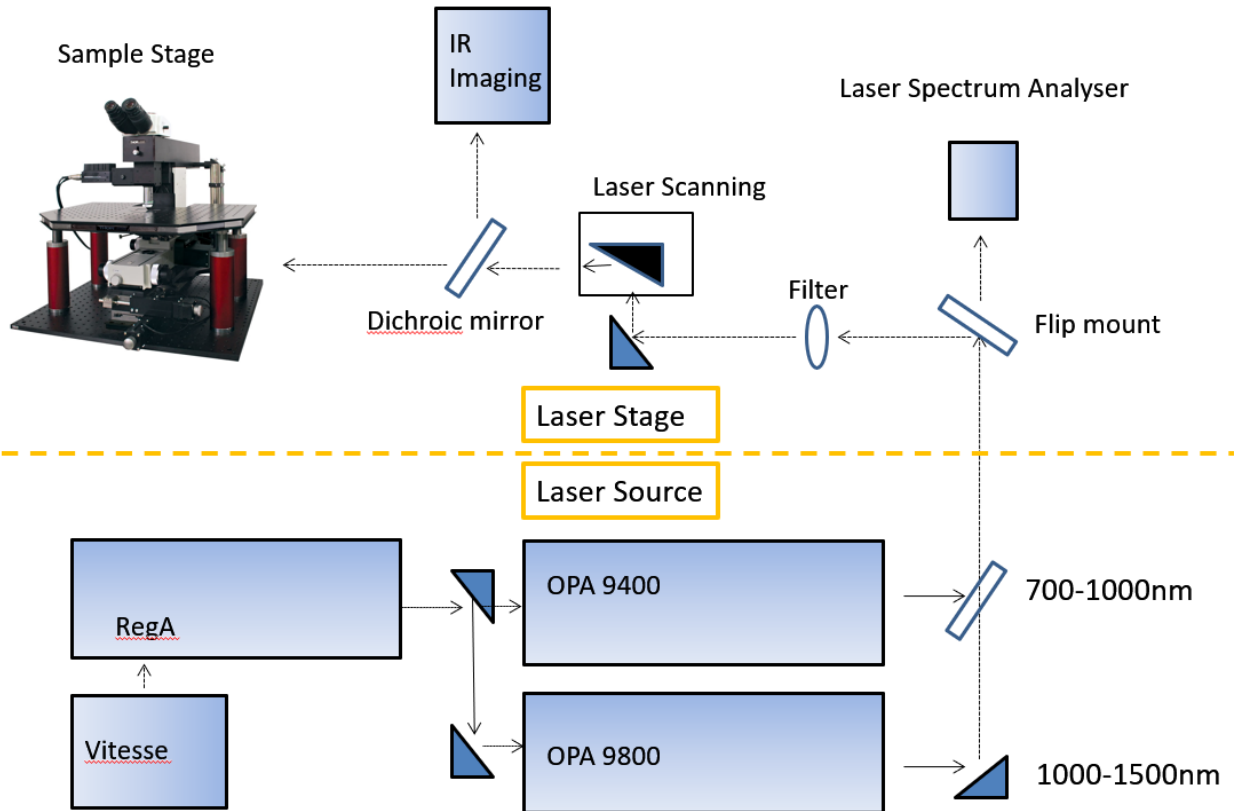 Sample Stage
IR
Imaging
Laser Spectrum Analyser
Laser Scanning
Filter
Dichroic mirror
Flip mount
Laser Stage
Laser Source
OPA 9400
700-1000nm
RegA
Vitesse
OPA 9800
1000-1500nm